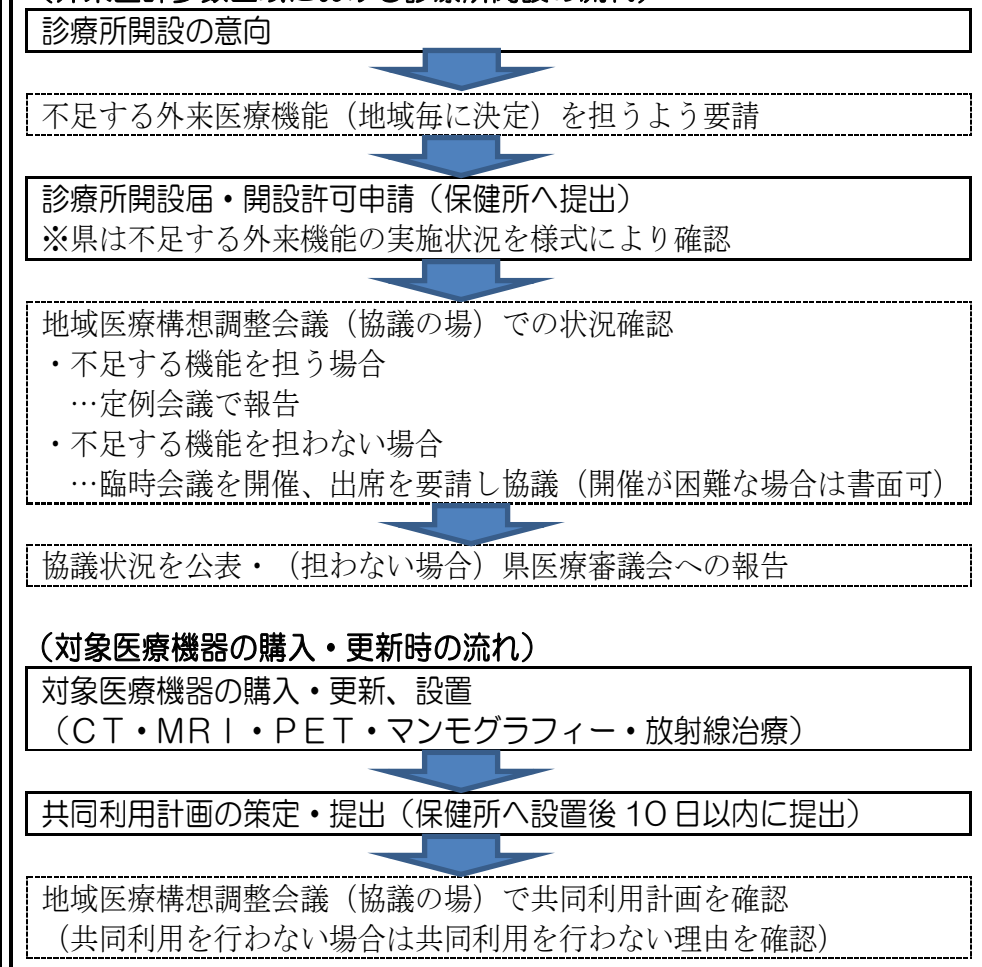 診療所開設の意向
不足する外来医療機能（地域毎に決定）を担うよう要請
診療所開設届・開設許可申請（保健所へ提出）
※県は不足する外来機能の実施状況を様式により確認
地域医療構想調整会議（協議の場）での状況確認
・不足する機能を担う場合
…定例会議で報告
・不足する機能を担わない場合
…臨時会議を開催、出席を要請し協議（開催が困難な場合は書面可）
協議状況を公表・（担わない場合）県医療審議会への報告
（対象医療機器の購入・更新時の流れ）
対象医療機器の購入・更新、設置
（ＣＴ・ＭＲＩ・ＰＥＴ・マンモグラフィー・放射線治療）
共同利用計画の策定・提出（保健所へ設置後 10 日以内に提出）
地域医療構想調整会議（協議の場）で共同利用計画を確認
（共同利用を行わない場合は共同利用を行わない理由を確認）